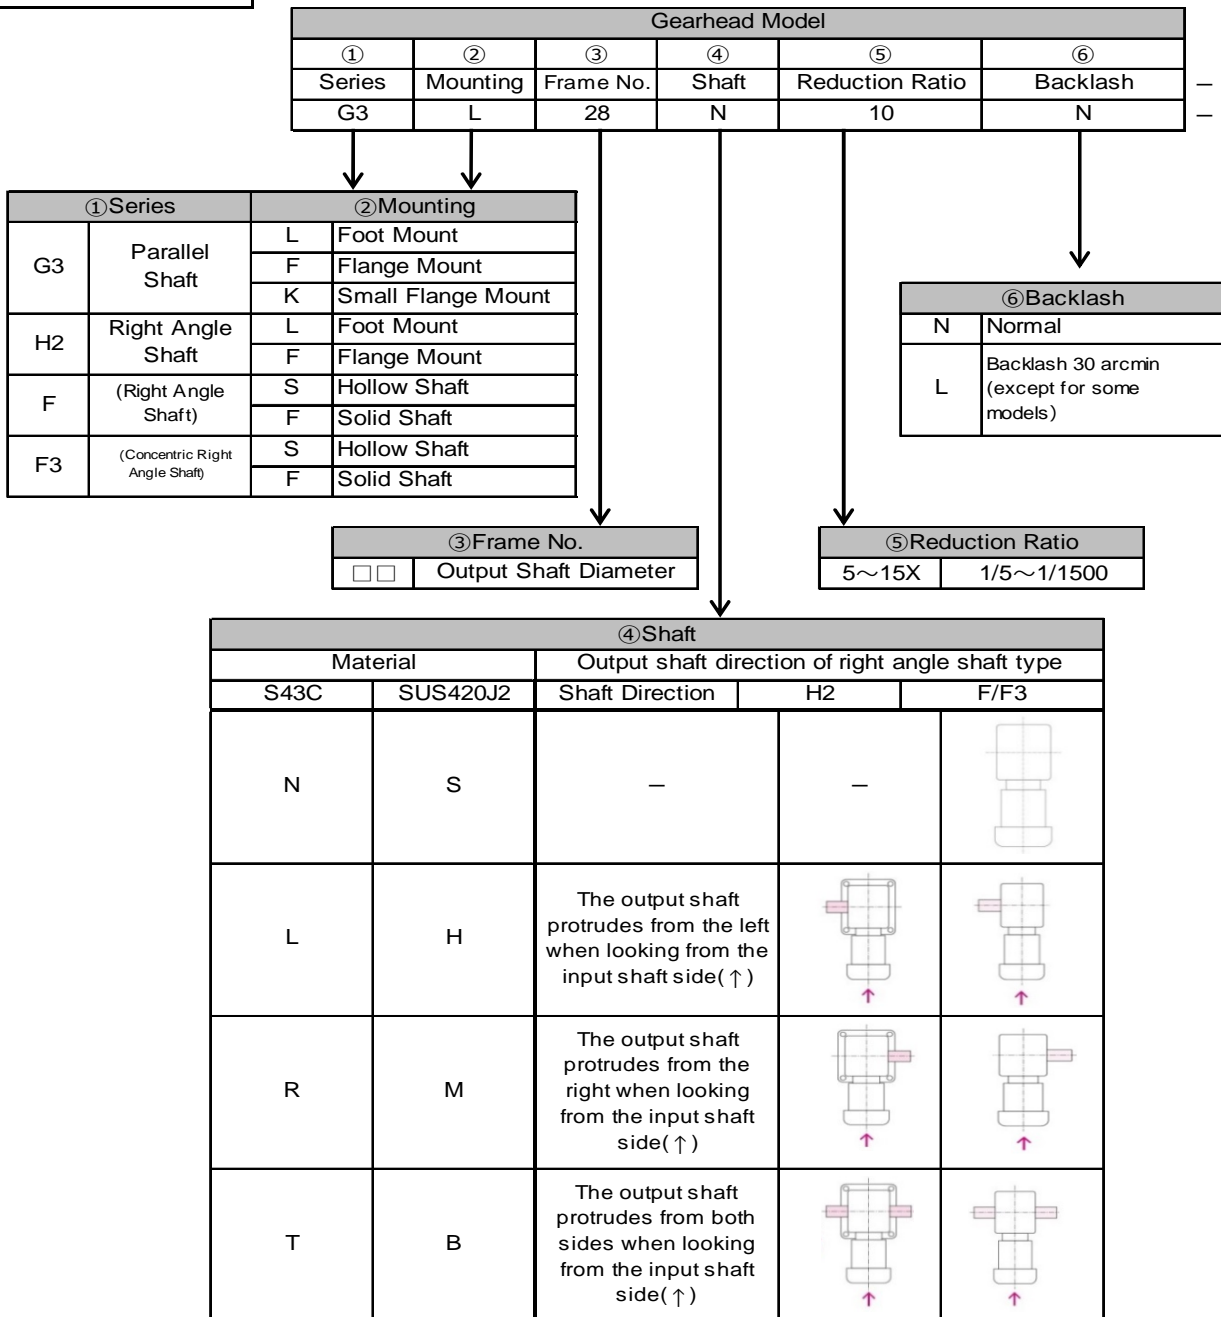 Gearhead Model
① ② ③ ④ ⑤ ⑥
Series Mounting Frame No. Shaft Reduction Ratio Backlash –
G3 L 28 N 10 N –
①Series ②Mounting
G3 Parallel Shaft L Foot Mount
F Flange Mount
K Small Flange Mount
H2 Right Angle Shaft L Foot Mount
F Flange Mount
F (Right Angle Shaft) S Hollow Shaft
F Solid Shaft
F3 (Concentric Right Angle Shaft) S Hollow Shaft
F Solid Shaft
⑥Backlash
N Normal
L Backlash 30 arcmin
(except for some
models)
③Frame No.
□□ Output Shaft Diameter
⑤Reduction Ratio
5～15X 1/5～1/1500
④Shaft
Material Output shaft direction of right angle shaft type
S43C SUS420J2 Shaft Direction H2 F/F3
N S – –
L H
The output shaft
protrudes from the left
when looking from the
input shaft side(↑)
↑ ↑
R M
The output shaft
protrudes from the
right when looking
from the input shaft
side(↑)
↑ ↑
T B
The output shaft
protrudes from both
sides when looking
from the input shaft
side(↑)
↑ ↑